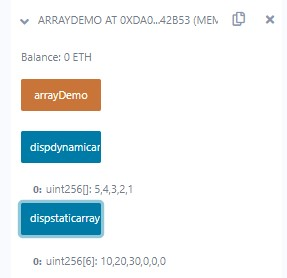 ARRAYDEMO AT 0XDA0...42B53 (MEM
Balance: 0 ETH
arrayDemo
dispdynamicar
0: uint256[]: 5,4,3,2,1
dispstaticarray
0: uint256[6]: 10,20,30,0,0,0